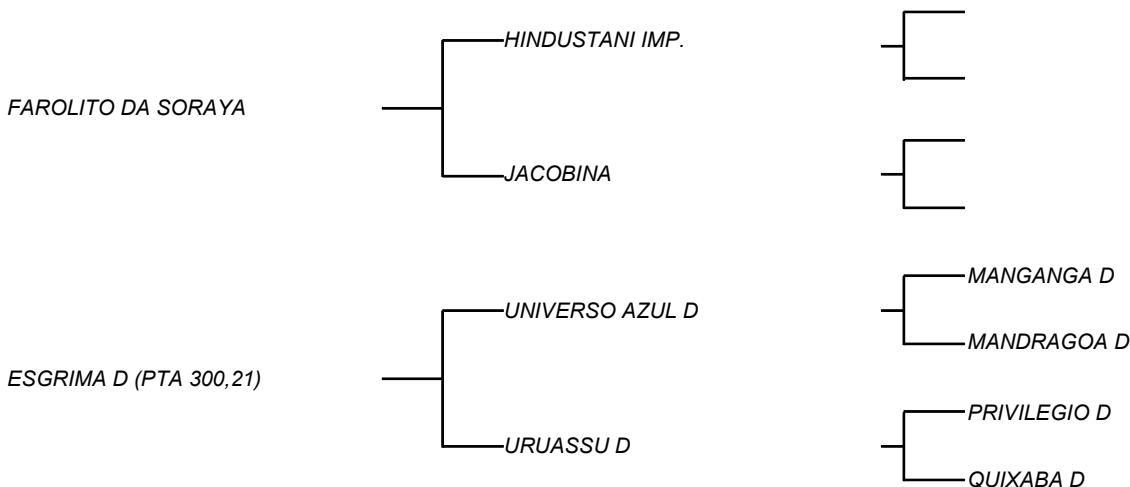 HINDUSTANI IMP.
FAROLITO DA SORAYA
JACOBINA
MANGANGA D
UNIVERSO AZUL D
MANDRAGOA D
ESGRIMA D (PTA 300,21)
PRIVILEGIO D
URUASSU D
QUIXABA D